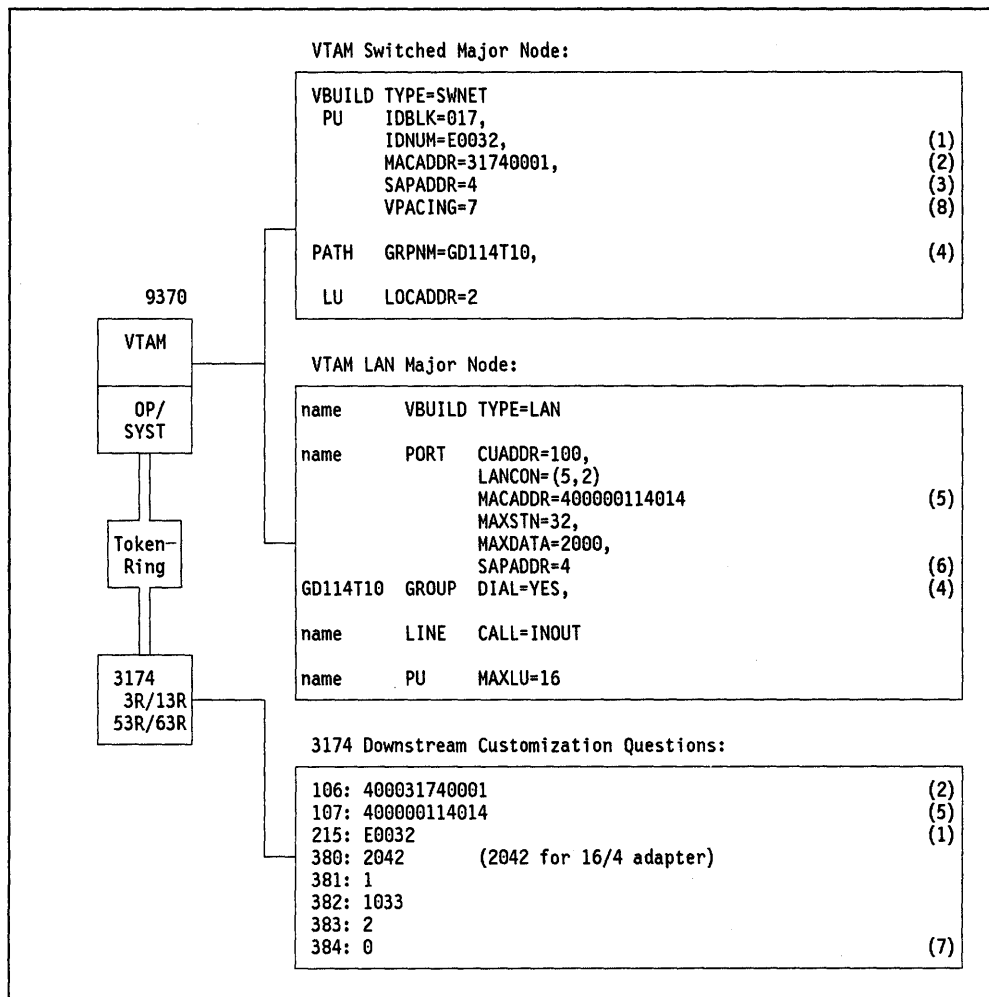 VTAM Switched Major Node:
VBUILD TYPE=SWNET
PU IDBLK=017,
IDNUM=E0032, (1)
MACADDR=31740001, (2)
SAPADDR=4 (3)
VPACING=7 (8)
PATH GRPNM=GD114T10, (4)
LU LOCADDR=2
9370
VTAM
OP/
SYST
Token-
Ring
3174
3R/13R
53R/63R
VTAM LAN Major Node:
name VBUILD TYPE=LAN
name PORT CUADDR=100,
LANCON=(5,2)
MACADDR=400000114014 (5)
MAXSTN=32,
MAXDATA=2000,
SAPADDR=4 (6)
GD114T10 GROUP DIAL=YES, (4)
name LINE CALL=INOUT
name PU MAXLU=16
3174 Downstream Customization Questions:
106: 400031740001 (2)
107: 400000114014 (5)
215: E0032 (1)
380: 2042 (2042 for 16/4 adapter)
381: 1
382: 1033
383: 2
384: 0 (7)